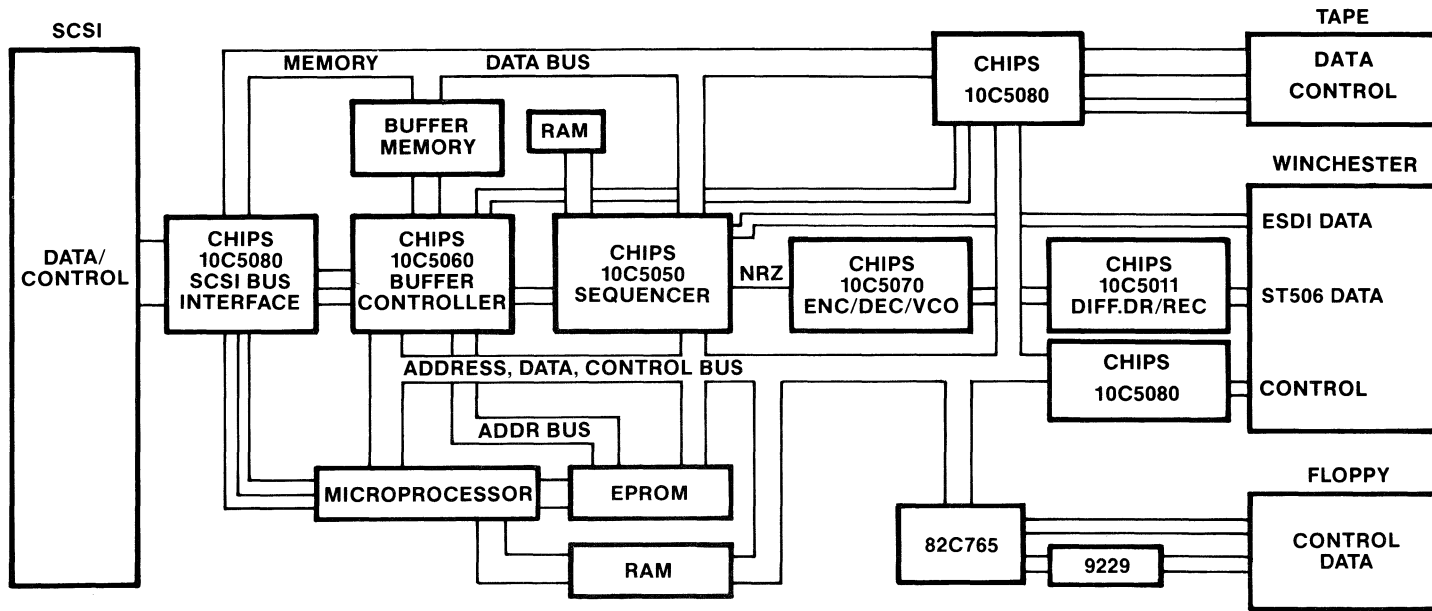 SCSI
DATA/
CONTROL
MEMORY
DATA BUS
BUFFER
MEMORY
RAM
CHIPS
10C5080
TAPE
DATA
CONTROL
CHIPS
10C5080
SCSI BUS
INTERFACE
CHIPS
10C5060
BUFFER
CONTROLLER
CHIPS
10C5050
SEQUENCER
NRZ
CHIPS
10C5070
ENC/DEC/VCO
CHIPS
10C5011
DIFF.DR/REC
WINCHESTER
ESDI DATA
ST506 DATA
CONTROL
CHIPS
10C5080
ADDRESS, DATA, CONTROL BUS
ADDR BUS
MICROPROCESSOR
EPROM
RAM
82C765
9229
FLOPPY
CONTROL
DATA